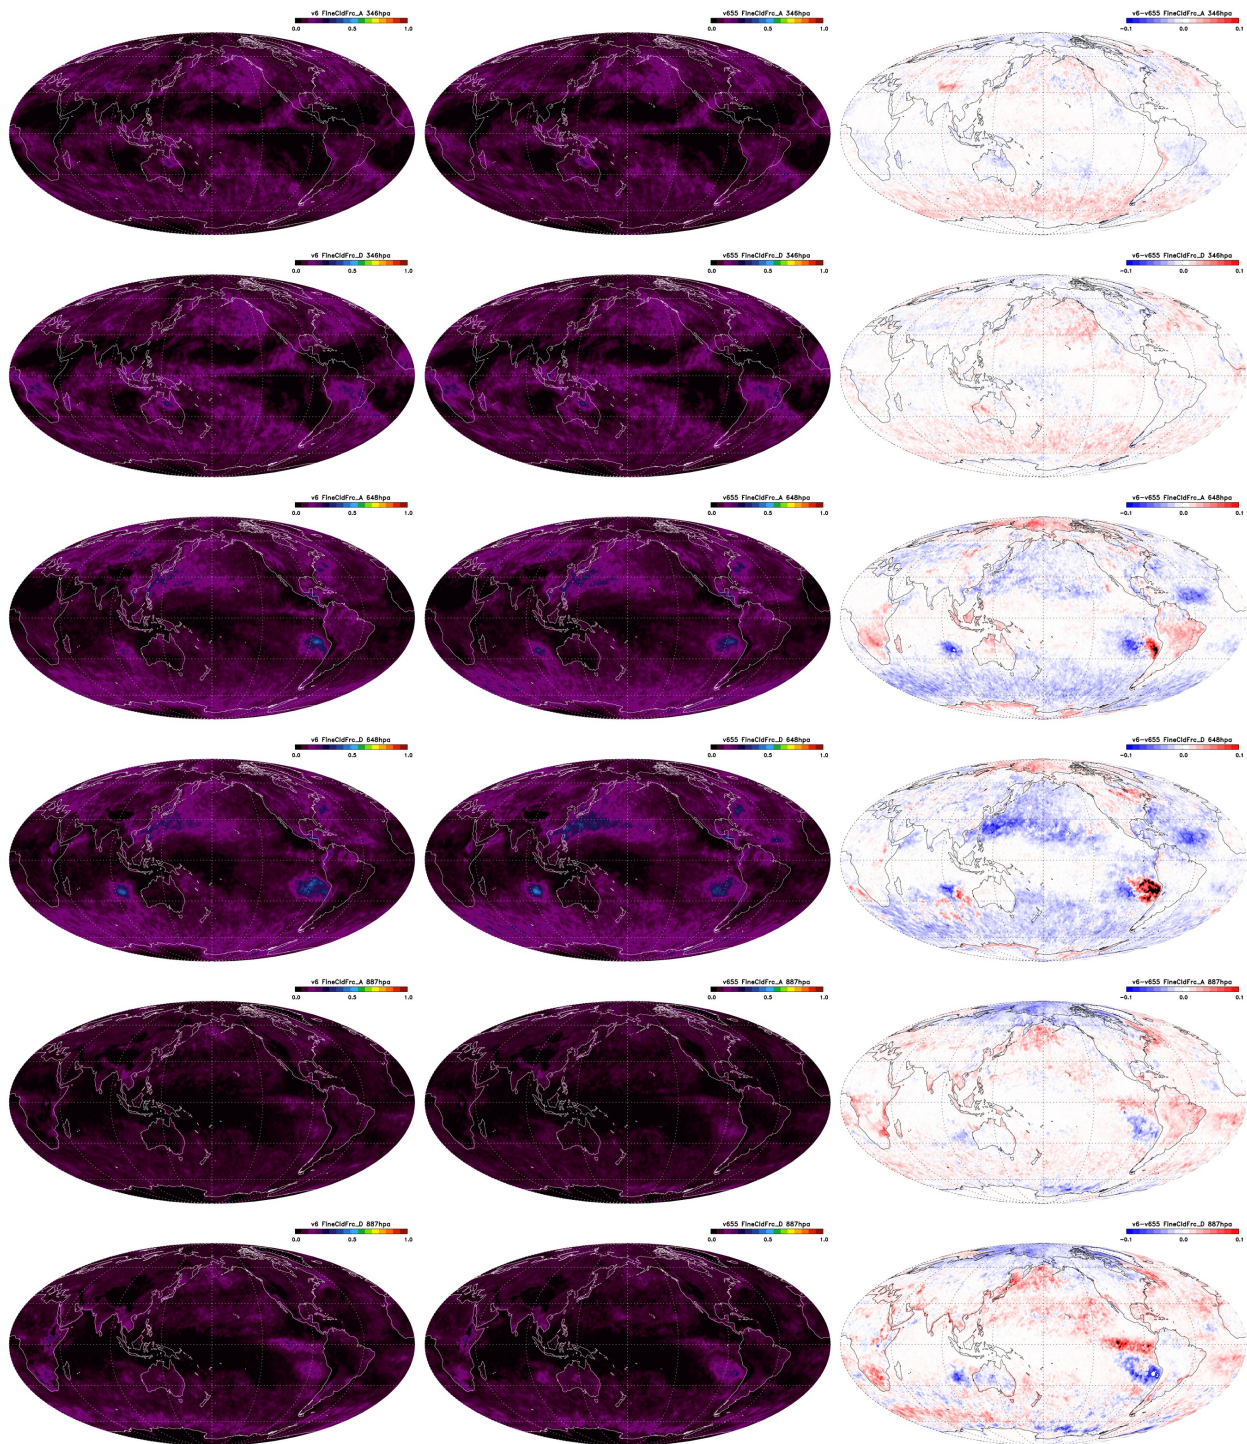 v6 FineCldFrc_A 346hpa
0.0 0.5 1.0
v655 FineCldFrc_A 346hpa
0.0 0.5 1.0
v6-v655 FineCldFrc_A 346hpa
-0.1 0.0 0.1
v6 FineCldFrc_D 346hpa
0.0 0.5 1.0
v655 FineCldFrc_D 346hpa
0.0 0.5 1.0
v6-v655 FineCldFrc_D 346hpa
-0.1 0.0 0.1
v6 FineCldFrc_A 648hpa
0.0 0.5 1.0
v655 FineCldFrc_A 648hpa
0.0 0.5 1.0
v6-v655 FineCldFrc_A 648hpa
-0.1 0.0 0.1
v6 FineCldFrc_D 648hpa
0.0 0.5 1.0
v655 FineCldFrc_D 648hpa
0.0 0.5 1.0
v6-v655 FineCldFrc_D 648hpa
-0.1 0.0 0.1
v6 FineCldFrc_A 887hpa
0.0 0.5 1.0
v655 FineCldFrc_A 887hpa
0.0 0.5 1.0
v6-v655 FineCldFrc_A 887hpa
-0.1 0.0 0.1
v6 FineCldFrc_D 887hpa
0.0 0.5 1.0
v655 FineCldFrc_D 887hpa
0.0 0.5 1.0
v6-v655 FineCldFrc_D 887hpa
-0.1 0.0 0.1